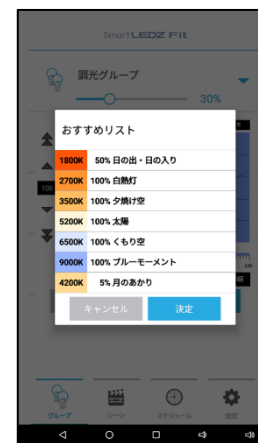 Smart LEDZ Fit
調光グループ
30%
おすすめリスト
1800K 50% 日の出・日の入り
2700K 100% 白熱灯
3500K 100% 夕焼け空
5200K 100% 太陽
6500K 100% くもり空
9000K 100% ブルーモーメント
4200K 5% 月のあかり
キャンセル 決定
グループ シーン スケジュール 設定